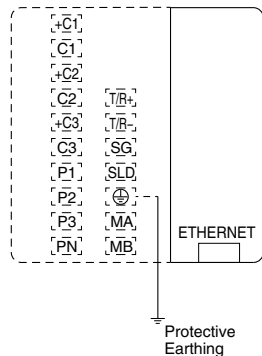 +C1
C1
+C2
C2 T/R+
+C3 T/R-
C3 SG
P1 SLD
P2
P3 MA
PN MB
ETHERNET
Protective
Earthing